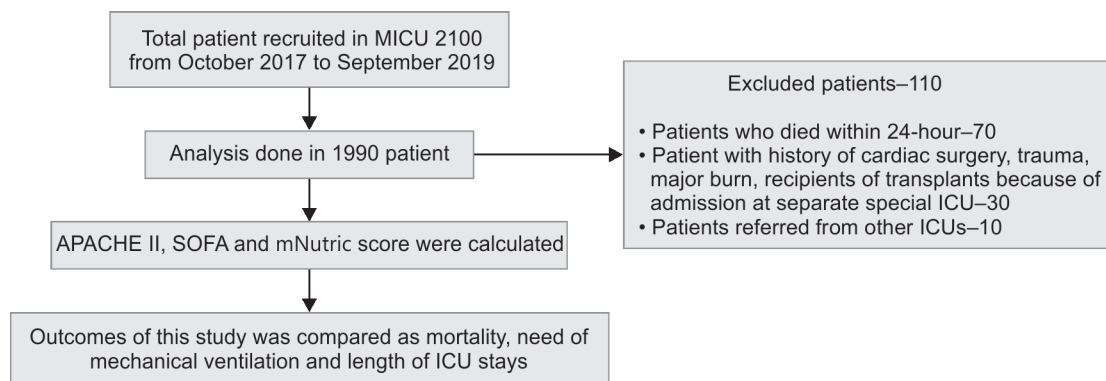 Total patient recruited in MICU 2100
from October 2017 to September 2019
Analysis done in 1990 patient
Excluded patients–110
• Patients who died within 24-hour–70
• Patient with history of cardiac surgery, trauma,
major burn, recipients of transplants because of
admission at separate special ICU–30
• Patients referred from other ICUs–10
APACHE II, SOFA and mNutric score were calculated
Outcomes of this study was compared as mortality, need of
mechanical ventilation and length of ICU stays